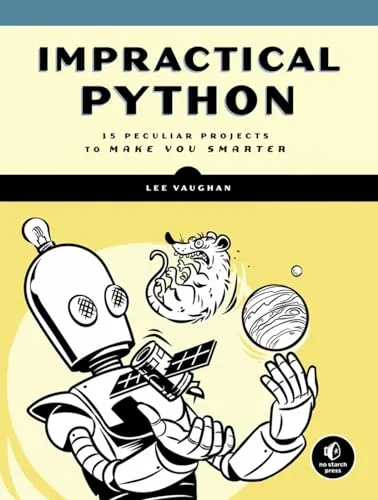 IMPRACTICAL
PYTHON
15 PECULIAR PROJECTS
TO MAKE YOU SMARTER
LEE VAUGHAN
no starch
press